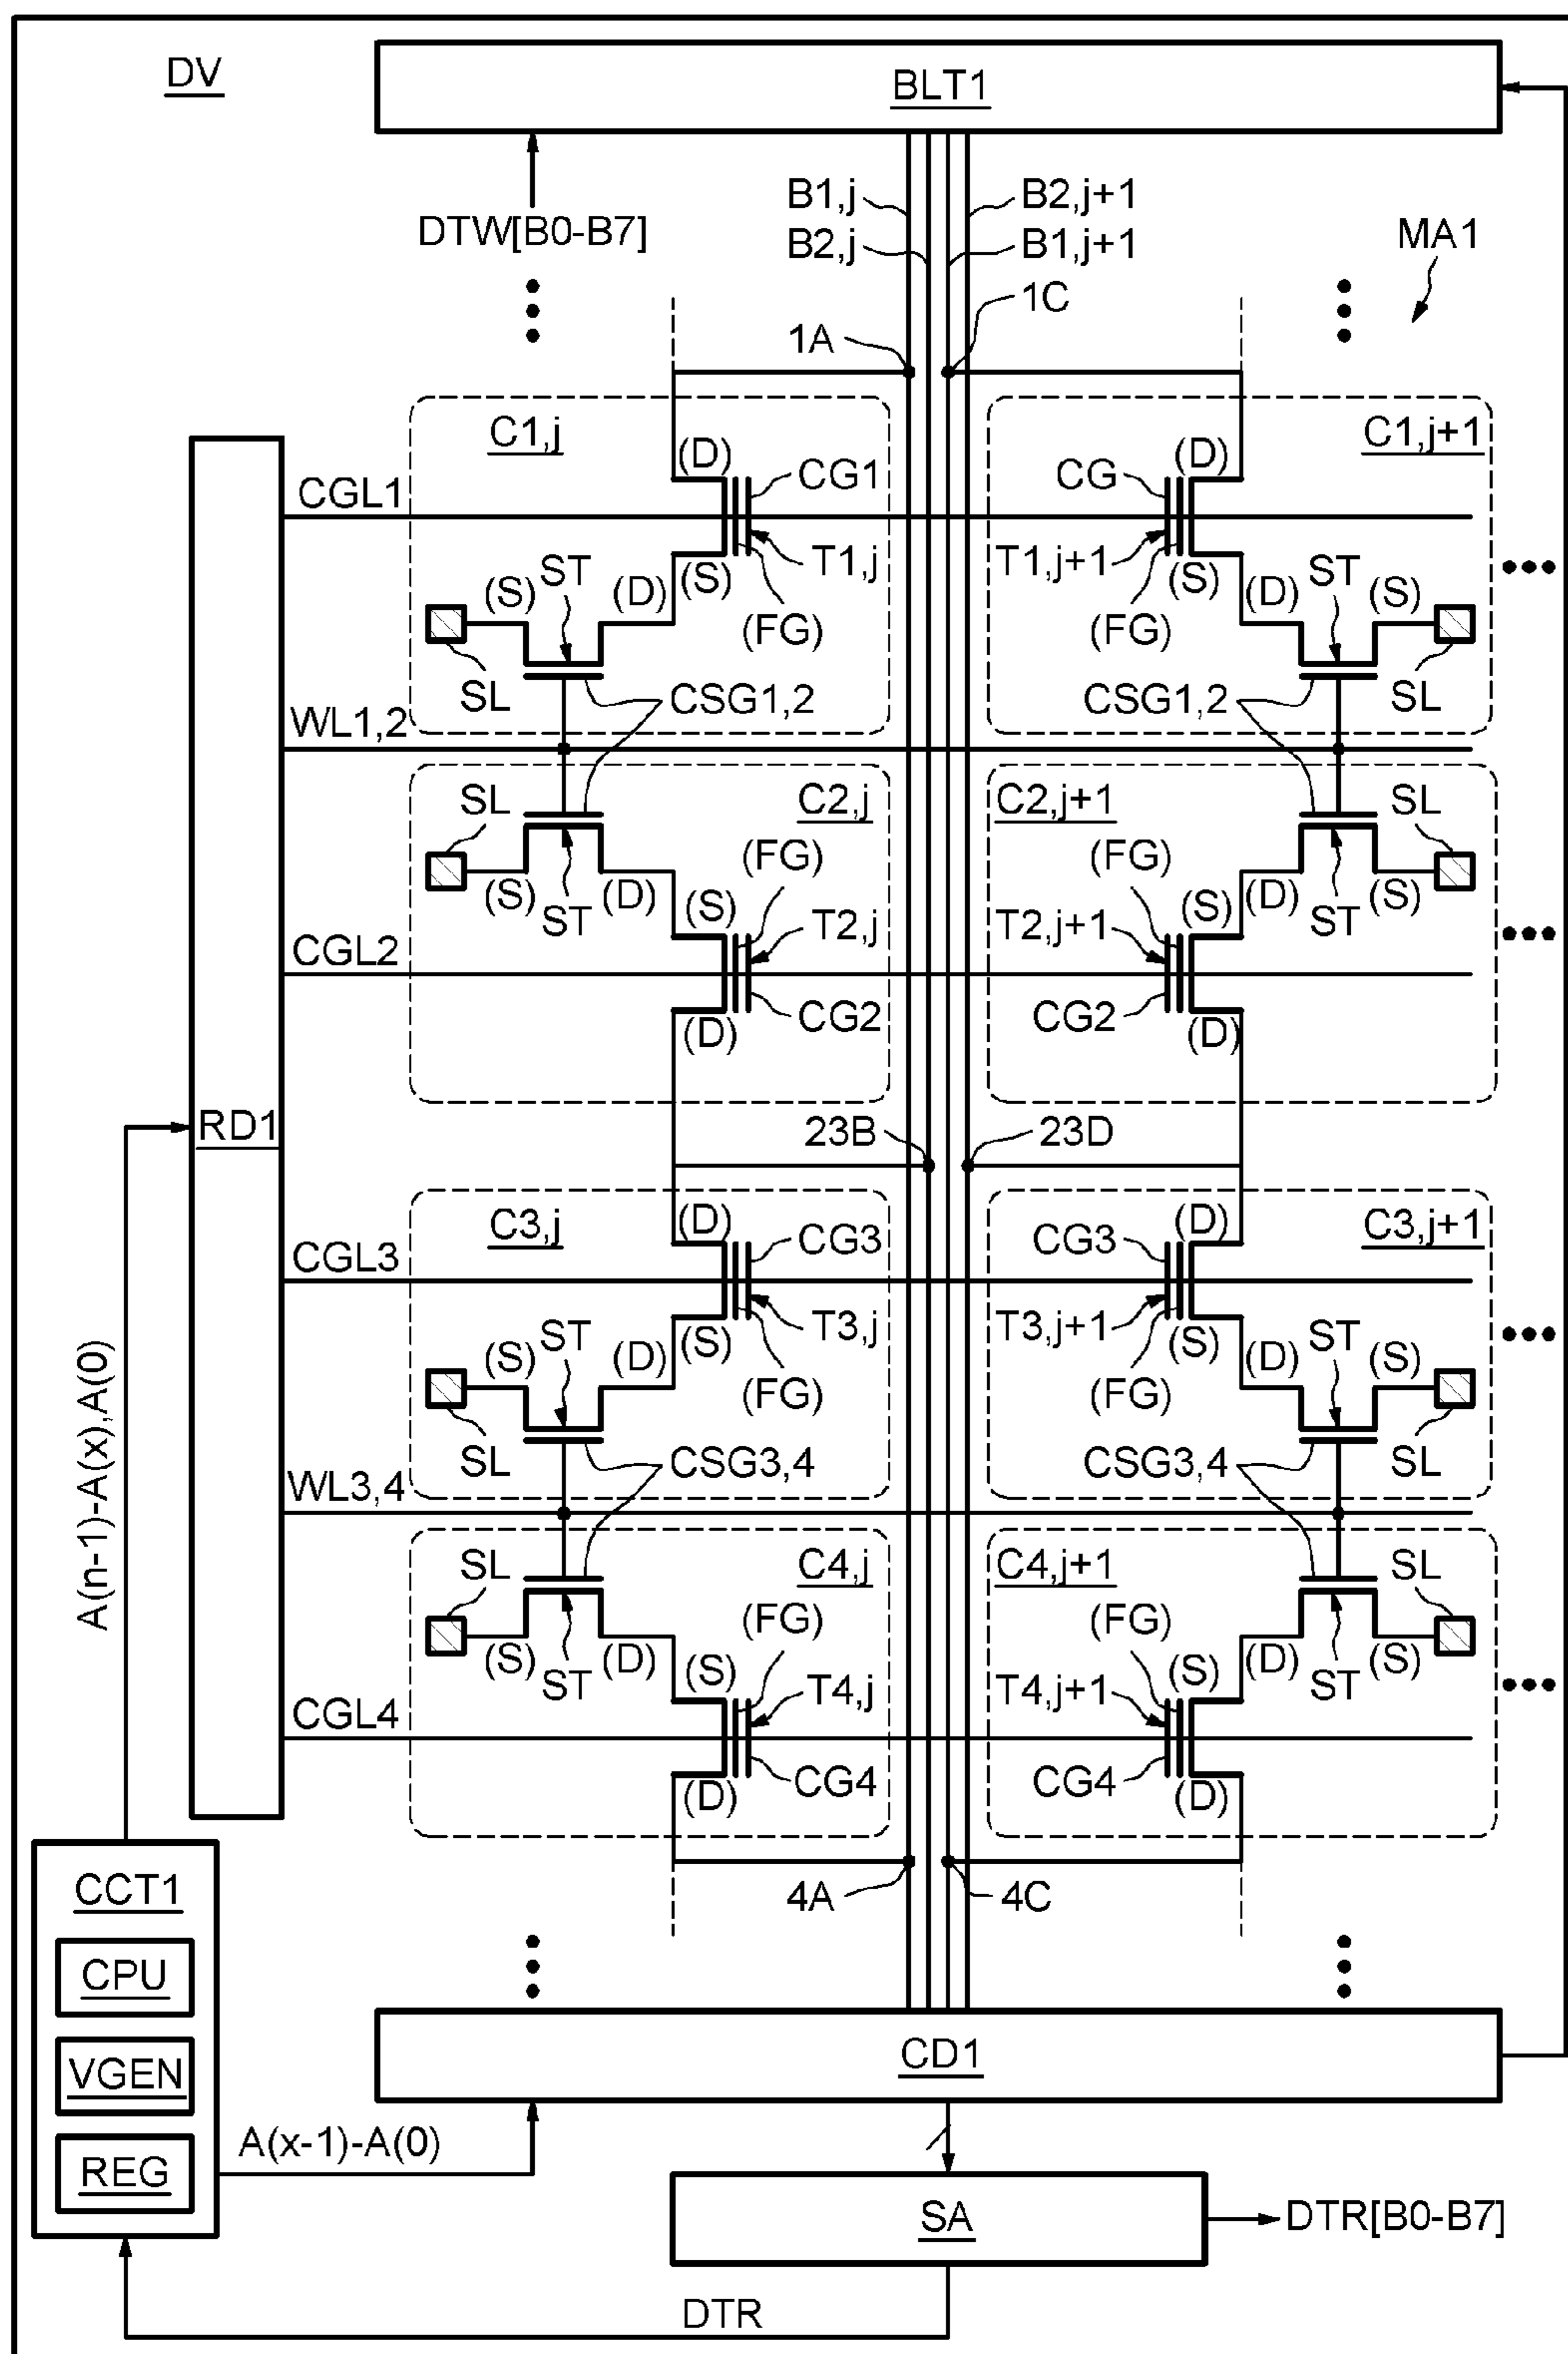 DV
BLT1
DTW[B0-B7]
B1,j
B2,j+1
B2,j
B1,j+1
MA1
1C
1A
C1,j
(D)
(D)
C1,j+1
CGL1
CG1
CG
ST
T1,j
T1,j+1
ST
(S)
(D)
(S)
(S)
(D)
(S)
(FG)
(FG)
SL
CSG1,2
CSG1,2
SL
WL1,2
SL
C2,j
C2,j+1
SL
(FG)
(FG)
(S)
ST
(D)
(S)
(S)
(D)
ST
(S)
CGL2
T2,j
T2,j+1
CG2
CG2
(D)
(D)
RD1
23B
23D
C3,j
(D)
(D)
C3,j+1
CGL3
CG3
CG3
ST
T3,j
T3,j+1
ST
(S)
(D)
(S)
(S)
(D)
(S)
(FG)
(FG)
SL
CSG3,4
CSG3,4
SL
A(n-1)-A(x),A(0)
WL3,4
SL
C4,j
C4,j+1
SL
(FG)
(FG)
(S)
ST
(D)
(S)
(S)
(D)
ST
(S)
CGL4
T4,j
T4,j+1
CG4
CG4
(D)
(D)
4A
4C
CCT1
CPU
VGEN
REG
CD1
A(x-1)-A(0)
SA
DTR[B0-B7]
DTR